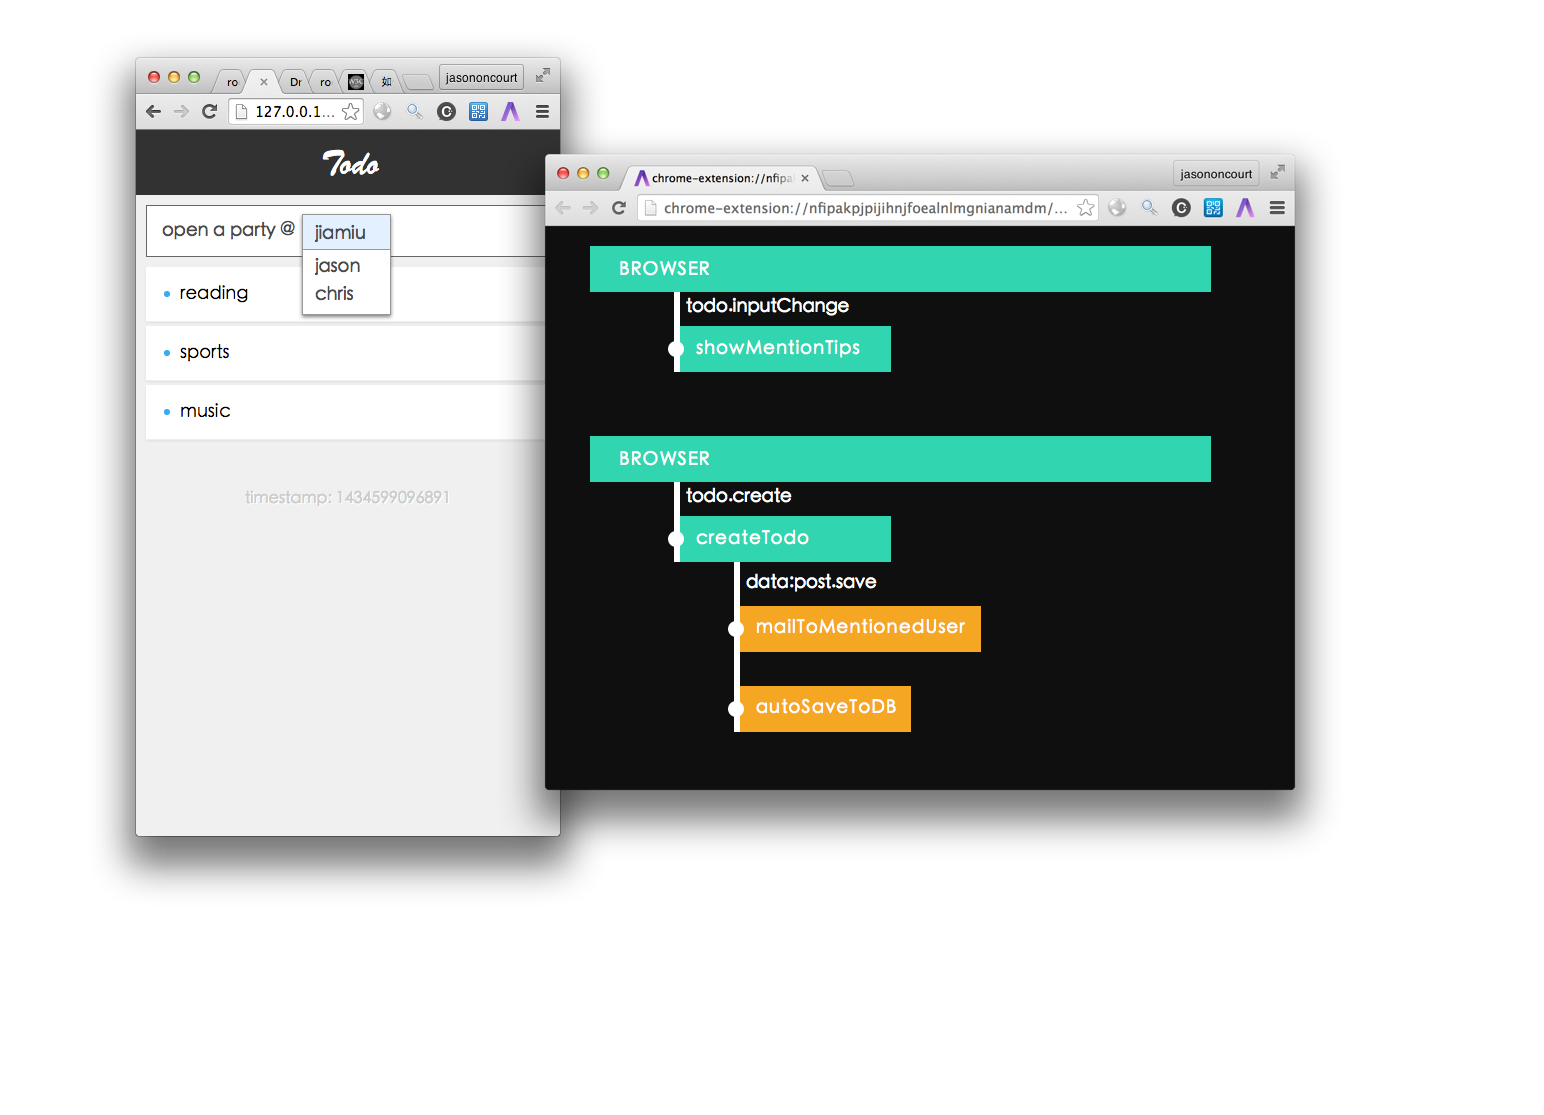 ro
Dr
ro
W3C
如
jasononcourt
127.0.0.1...
Todo
open a party @
jiamiu
jason
chris
reading
sports
music
timestamp: 1434599096891
chrome-extension://nfipa
jasononcourt
chrome-extension://nfipakpjpijihnjfoealnlmgnianamdm/...
BROWSER
todo.inputChange
showMentionTips
BROWSER
todo.create
createTodo
data:post.save
mailToMentionedUser
autoSaveToDB